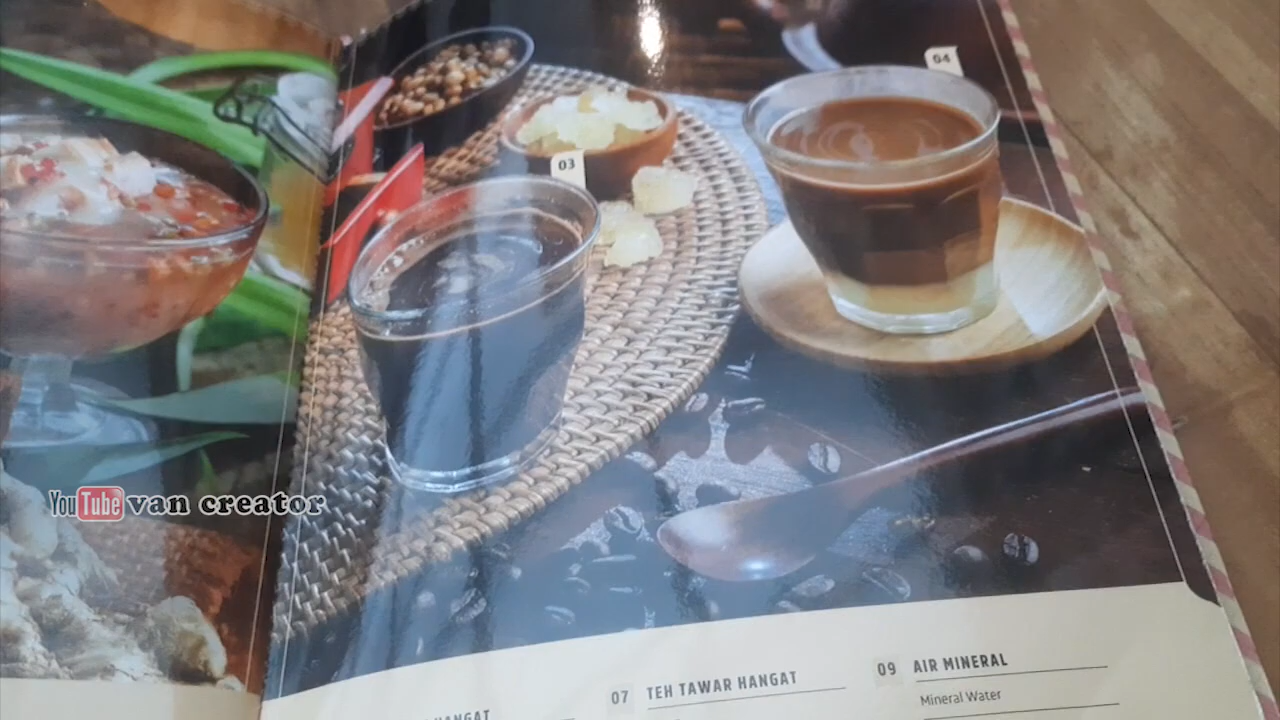 04
03
YouTube van creator
07 TEH TAWAR HANGAT
09 AIR MINERAL
Mineral Water